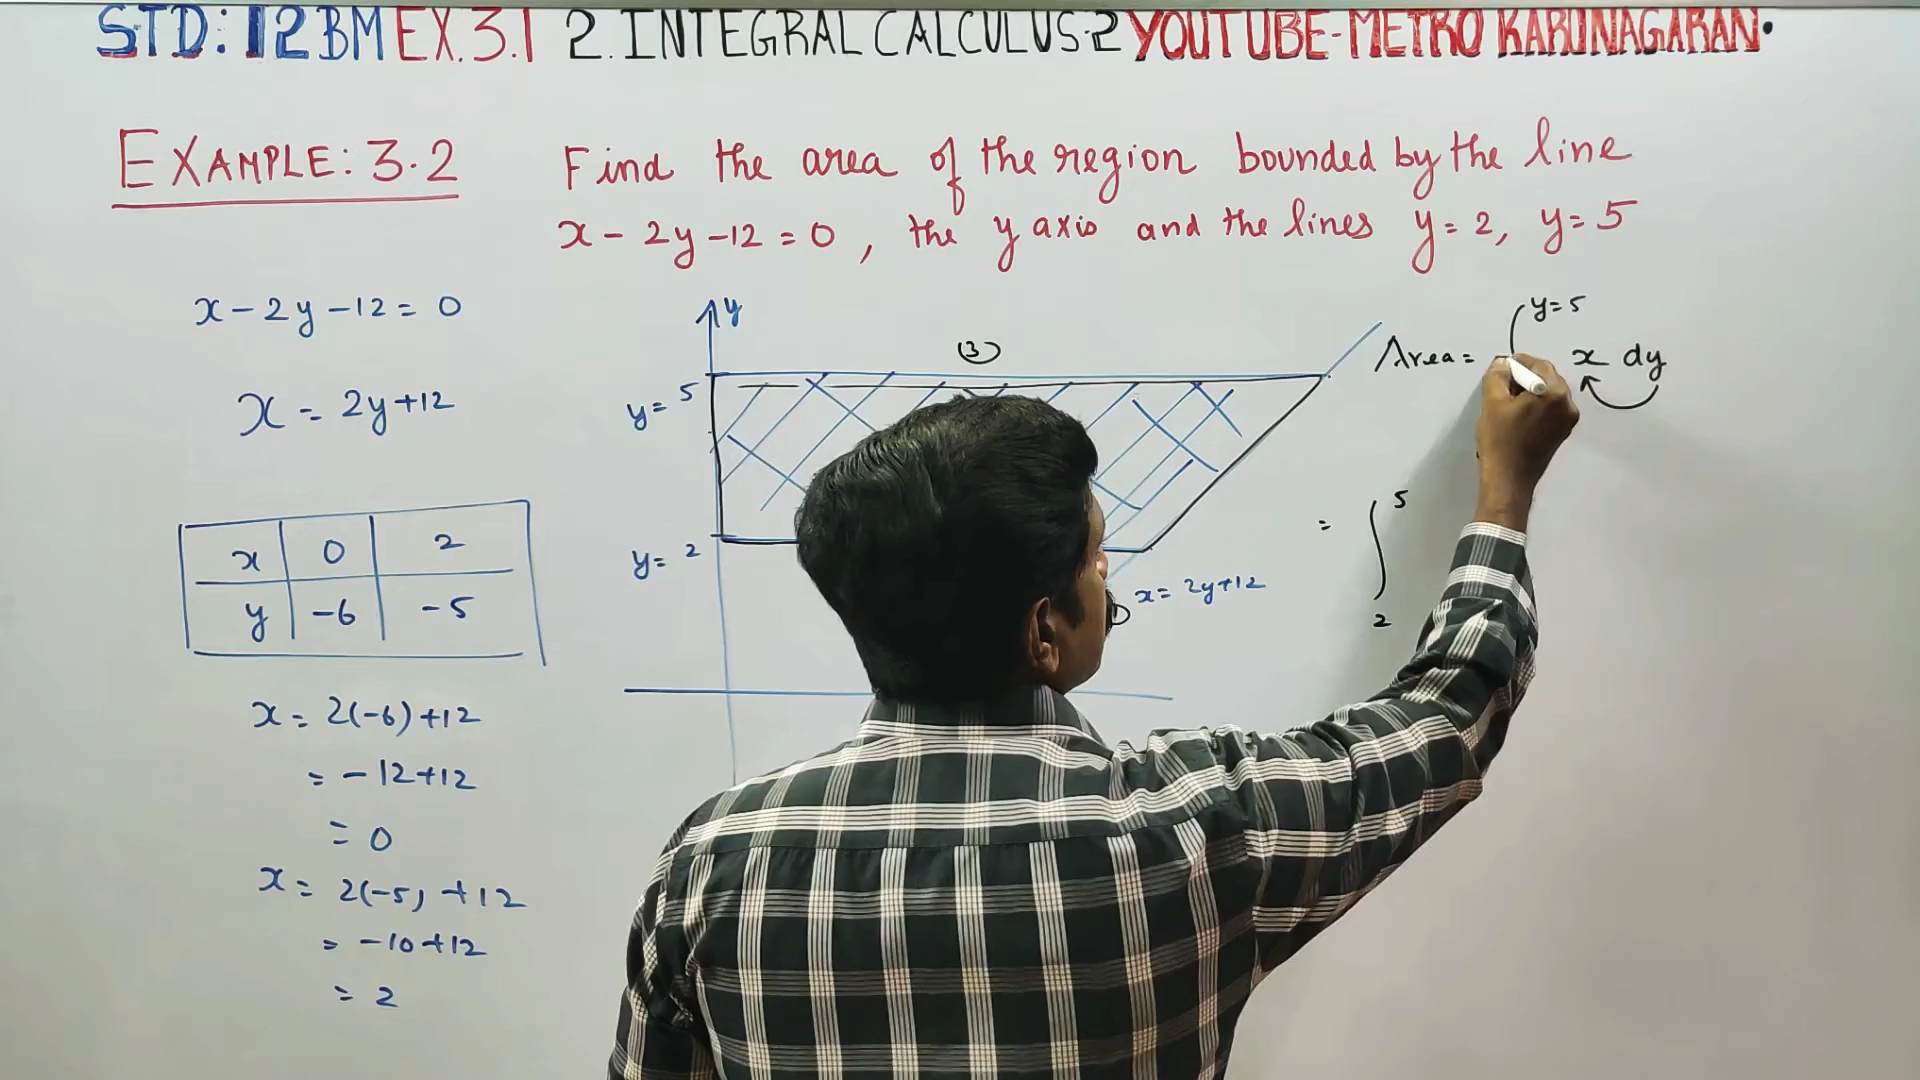 STD: 12 BM EX. 3.1 2. INTEGRAL CALCULUS-2 YOUTUBE-METRO KARUNAGARAN.
EXAMPLE: 3.2
Find the area of the region bounded by the line
x - 2y - 12 = 0, the y axis and the lines y = 2, y = 5
x - 2y - 12 = 0
x = 2y+12
x 0 2
y -6 -5
x = 2(-6) +12
= -12+12
= 0
x = 2(-5) +12
= -10+12
= 2
y
(3)
y = 5
y = 2
x = 2y+12
y = 5
Area = ∫ x dy
= ∫
5
2